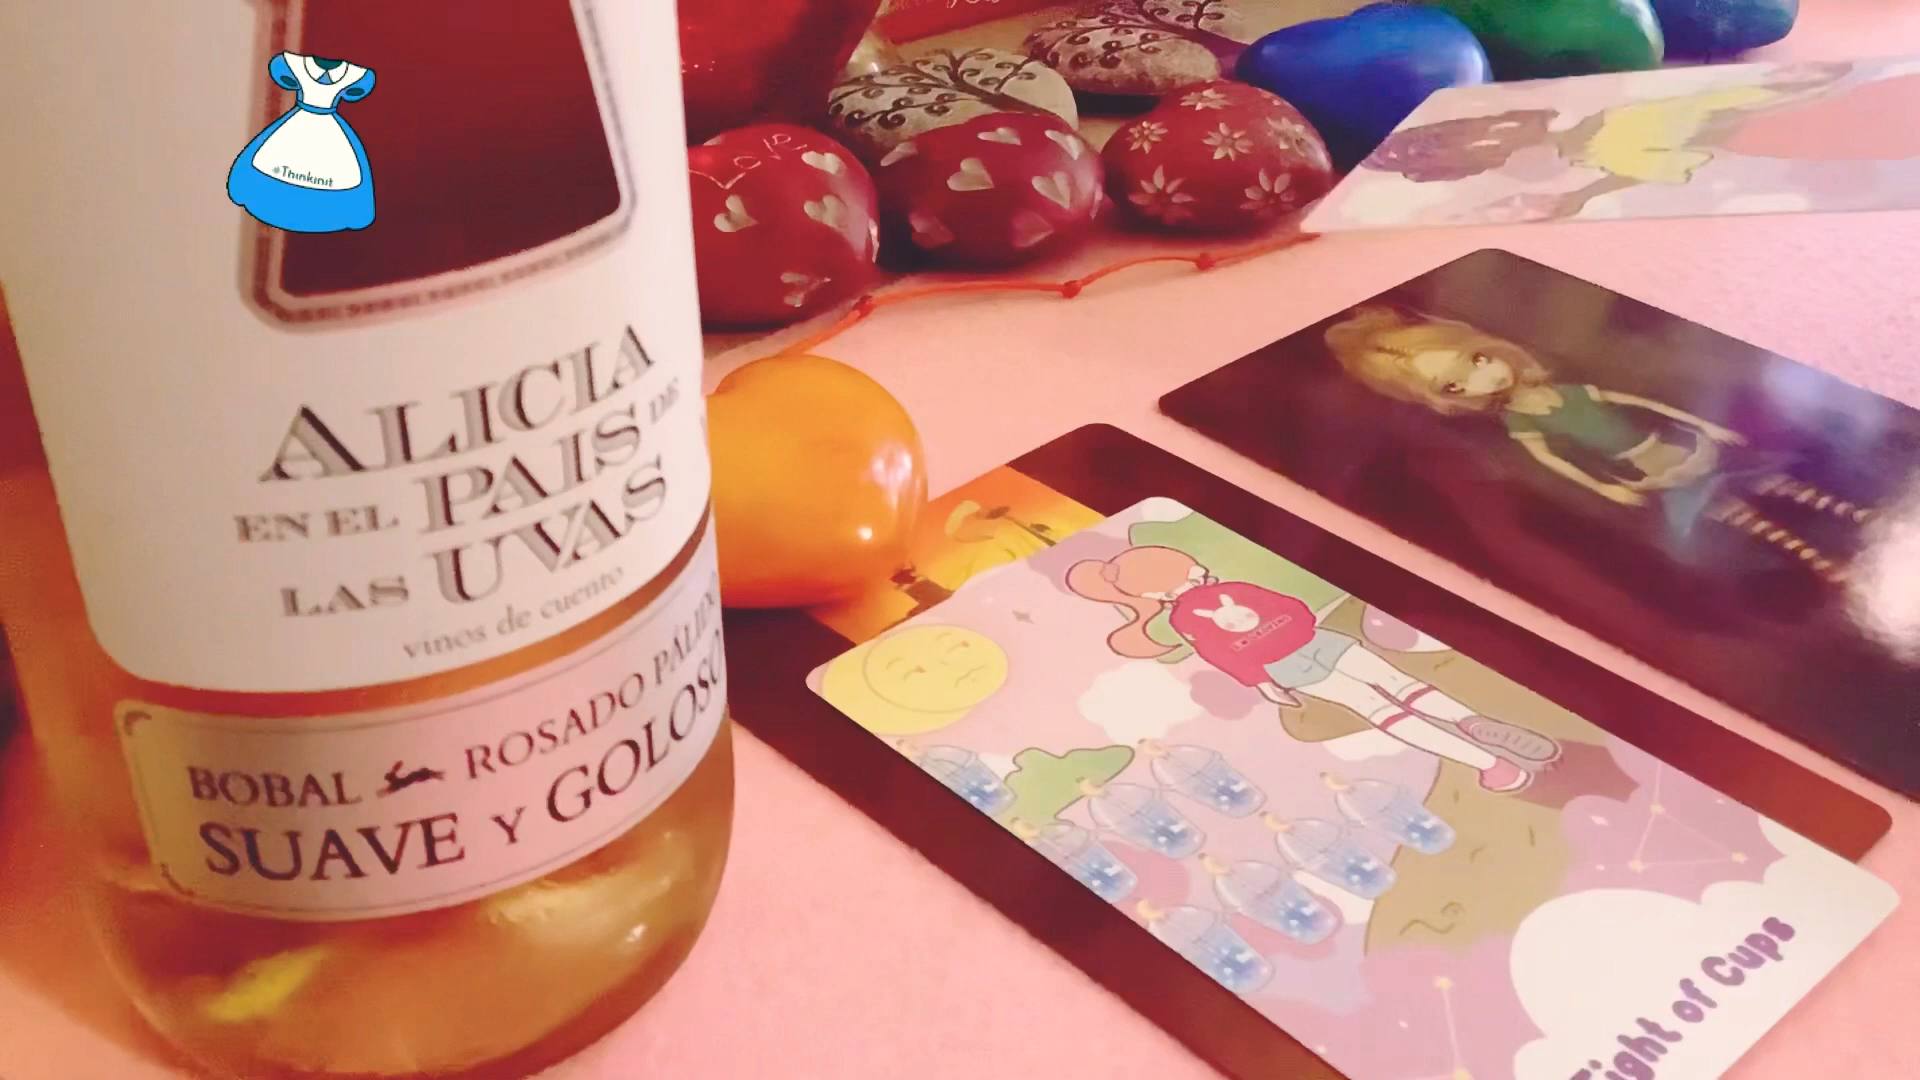 @Thinkinit
Love
ALICIA
EN EL PAIS DE
LAS UVAS
vinos de cuento
BOBAL ROSADO PÁLIDO
SUAVE Y GOLOSO
Eight of Cups